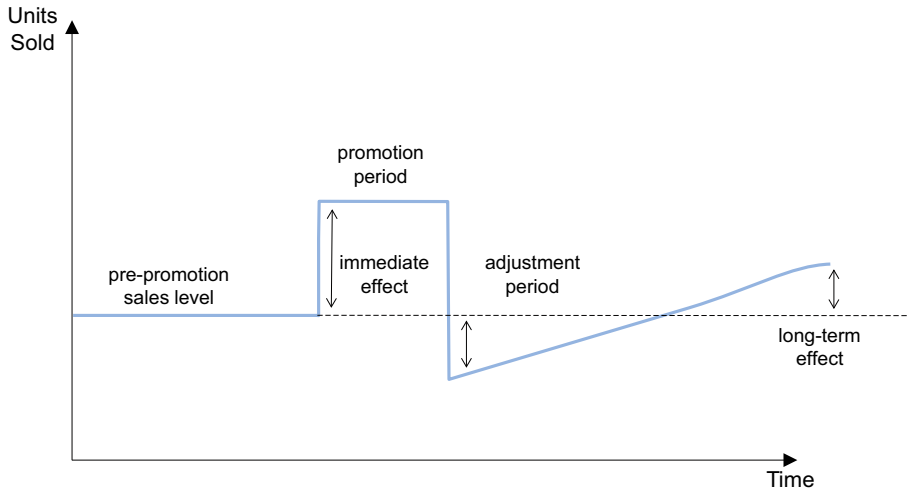 Units
Sold
promotion
period
pre-promotion
sales level
immediate
effect
adjustment
period
long-term
effect
Time